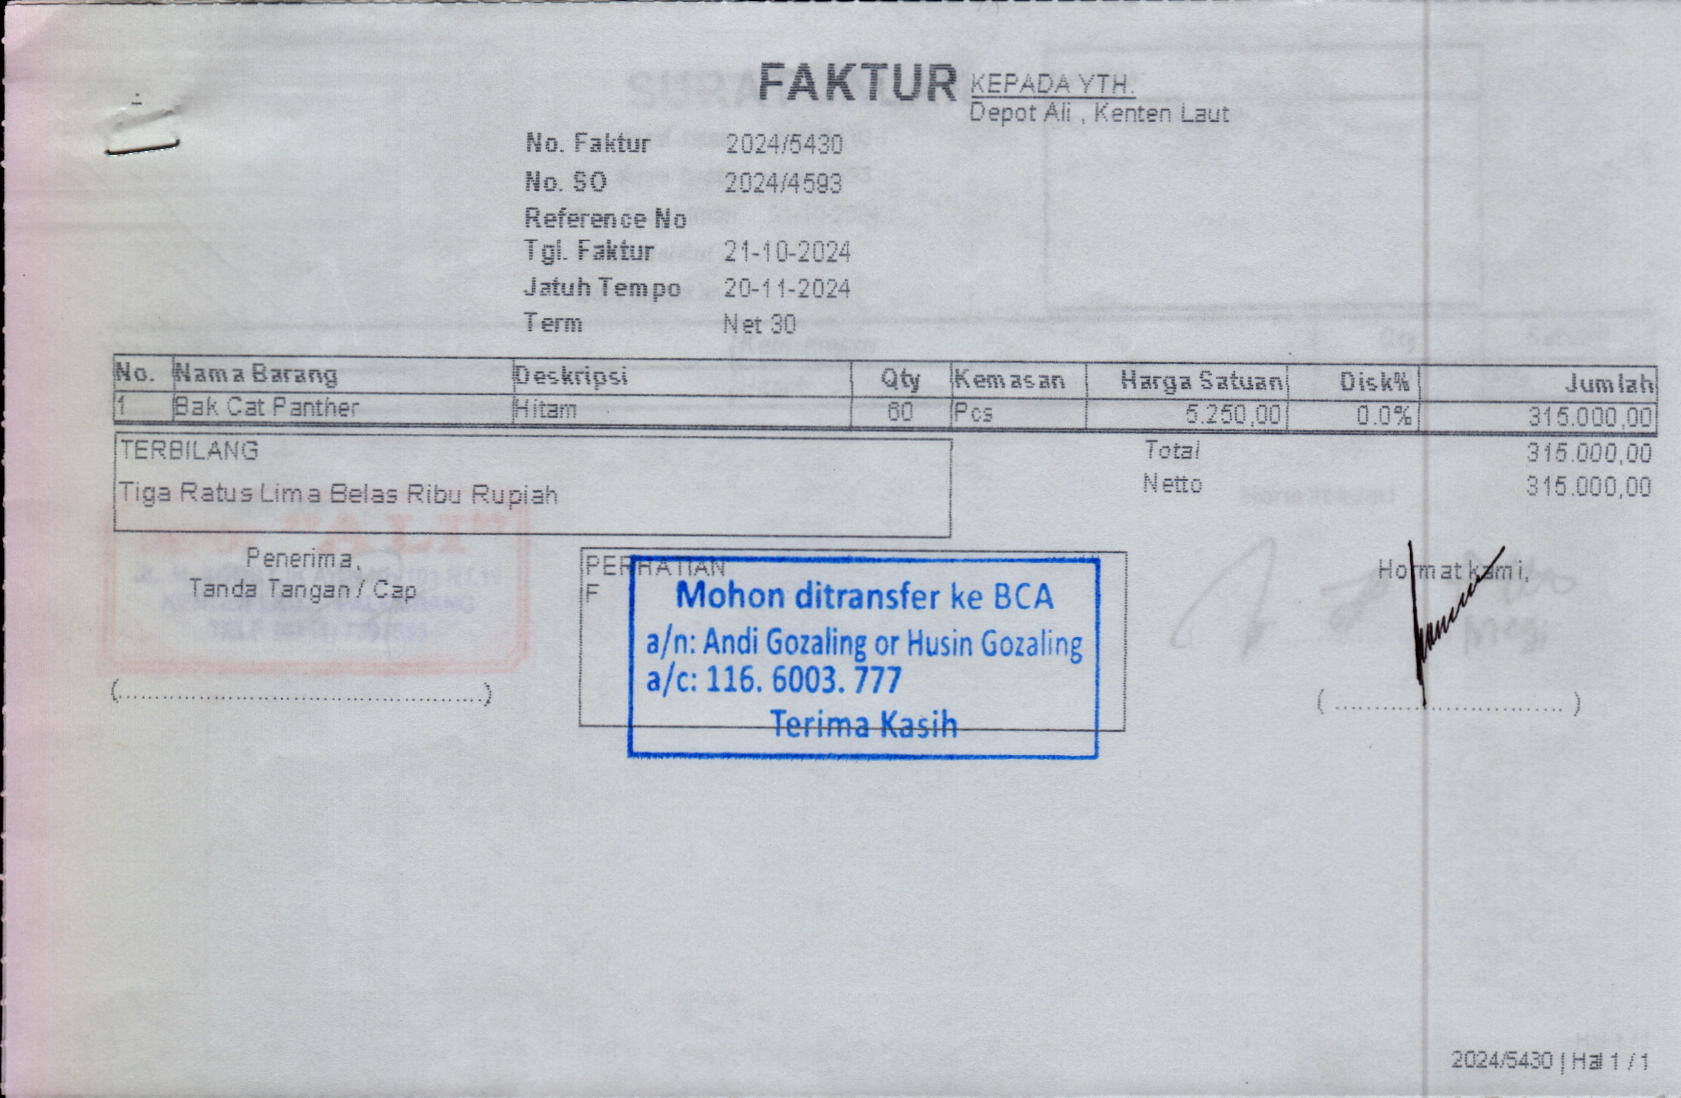 FAKTUR
KEPADA YTH.
Depot Ali , Kenten Laut
No. Faktur 2024/5430
No. SO 2024/4593
Reference No
Tgl. Faktur 21-10-2024
Jatuh Tempo 20-11-2024
Term Net 30
No. Nama Barang Deskripsi Qty Kemasan Harga Satuan Disk% Jumlah
1 Bak Cat Panther Hitam 60 Pcs 5.250,00 0.0% 315.000,00
TERBILANG
Tiga Ratus Lima Belas Ribu Rupiah
Total 315.000,00
Netto 315.000,00
Penerima,
Tanda Tangan / Cap
(................................................)
PERHATIAN
F
Mohon ditransfer ke BCA
a/n: Andi Gozaling or Husin Gozaling
a/c: 116. 6003. 777
Terima Kasih
Hormat kami,
( .............................. )
2024/5430 | Hal 1 / 1